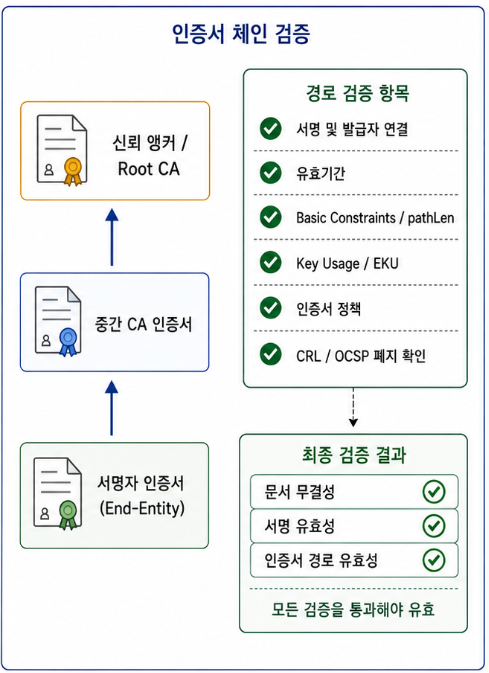 인증서 체인 검증
신뢰 앵커 /
Root CA
중간 CA 인증서
서명자 인증서
(End-Entity)
경로 검증 항목
서명 및 발급자 연결
유효기간
Basic Constraints / pathLen
Key Usage / EKU
인증서 정책
CRL / OCSP 폐지 확인
최종 검증 결과
문서 무결성
서명 유효성
인증서 경로 유효성
모든 검증을 통과해야 유효